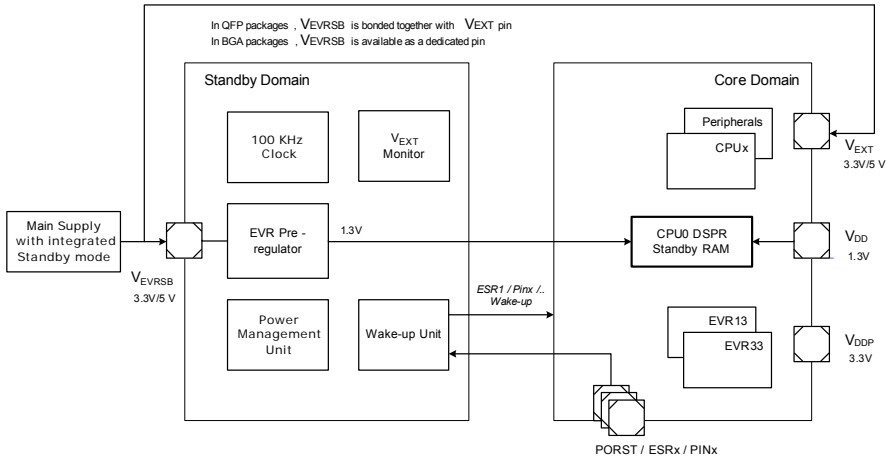 In QFP packages , VEVRSB is bonded together with VEXT pin
In BGA packages , VEVRSB is available as a dedicated pin
Standby Domain
Core Domain
100 KHz
Clock
VEXT
Monitor
Peripherals
CPUx
VEXT
3.3V/5 V
Main Supply
with integrated
Standby mode
VEVRSB
3.3V/5 V
EVR Pre -
regulator
1.3V
CPU0 DSPR
Standby RAM
VDD
1.3V
ESR1 / Pinx /..
Wake-up
Power
Management
Unit
Wake-up Unit
EVR13
EVR33
VDDP
3.3V
PORST / ESRx / PINx